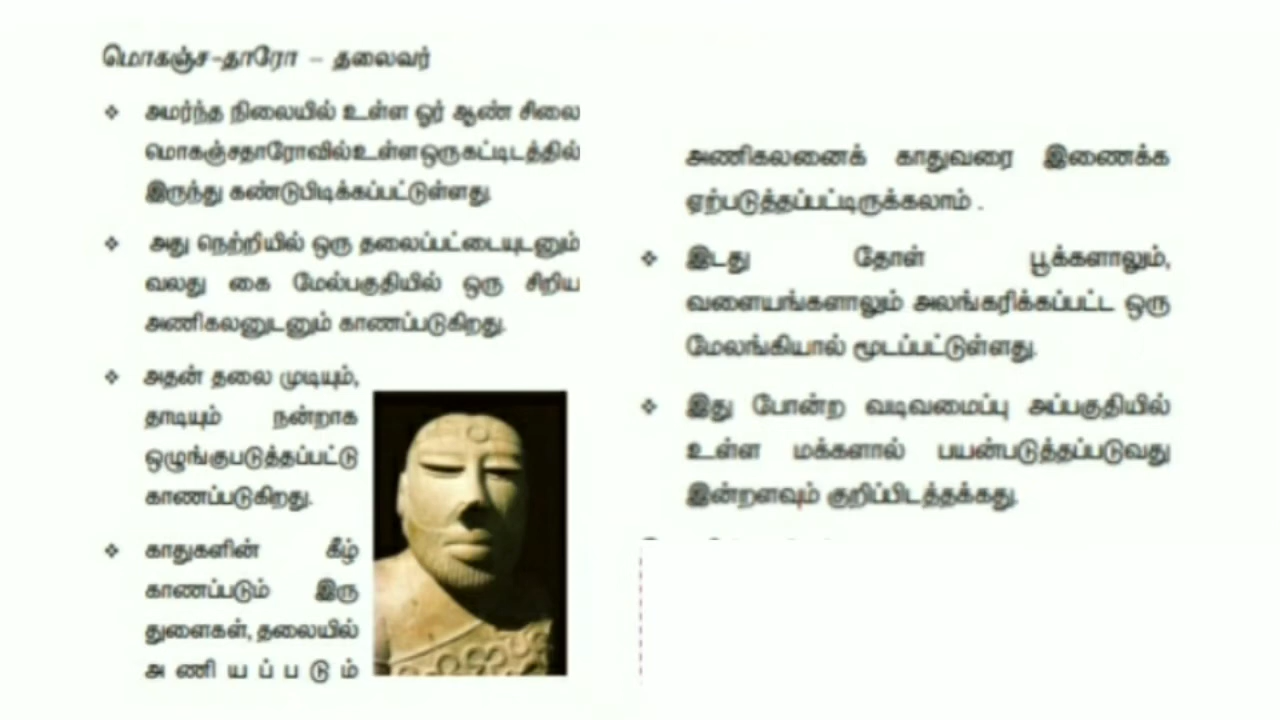 மொகஞ்ச-தாரோ – தலைவர்
❖ அமர்ந்த நிலையில் உள்ள ஓர் ஆண் சிலை
மொகஞ்சதாரோவில் உள்ள ஒரு கட்டிடத்தில்
இருந்து கண்டுபிடிக்கப்பட்டுள்ளது.
❖ அது நெற்றியில் ஒரு தலைப்பட்டையுடனும்
வலது கை மேல்பகுதியில் ஒரு சிறிய
அணிகலனுடனும் காணப்படுகிறது.
❖ அதன் தலை முடியும்,
தாடியும் நன்றாக
ஒழுங்குபடுத்தப்பட்டு
காணப்படுகிறது.
❖ காதுகளின் கீழ்
காணப்படும் இரு
துளைகள், தலையில்
அணியப்படும்
அணிகலனைக் காதுவரை இணைக்க
ஏற்படுத்தப்பட்டிருக்கலாம் .
❖ இடது தோள் பூக்களாலும்,
வளையங்களாலும் அலங்கரிக்கப்பட்ட ஒரு
மேலங்கியால் மூடப்பட்டுள்ளது.
❖ இது போன்ற வடிவமைப்பு அப்பகுதியில்
உள்ள மக்களால் பயன்படுத்தப்படுவது
இன்றளவும் குறிப்பிடத்தக்கது.